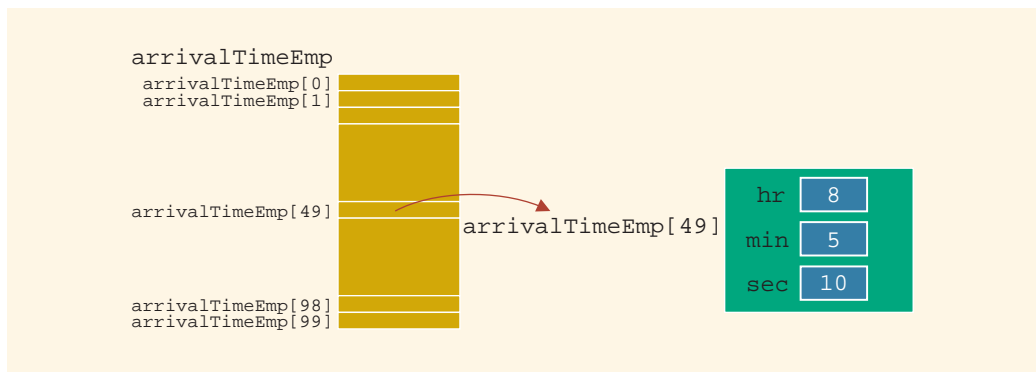 arrivalTimeEmp
arrivalTimeEmp[0]
arrivalTimeEmp[1]
arrivalTimeEmp[49]
arrivalTimeEmp[98]
arrivalTimeEmp[99]
arrivalTimeEmp[49]
hr 8
min 5
sec 10